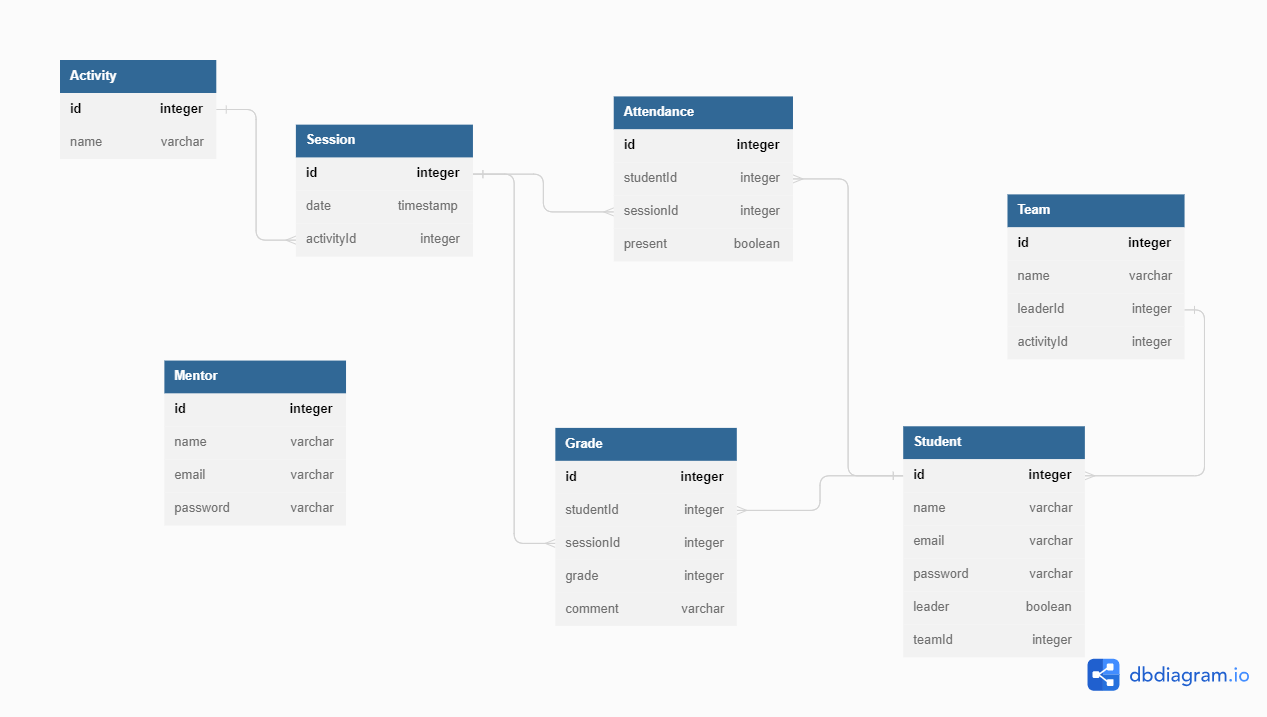 Activity
id integer
name varchar
Session
id integer
date timestamp
activityId integer
Attendance
id integer
studentId integer
sessionId integer
present boolean
Team
id integer
name varchar
leaderId integer
activityId integer
Mentor
id integer
name varchar
email varchar
password varchar
Grade
id integer
studentId integer
sessionId integer
grade integer
comment varchar
Student
id integer
name varchar
email varchar
password varchar
leader boolean
teamId integer
dbdiagram.io